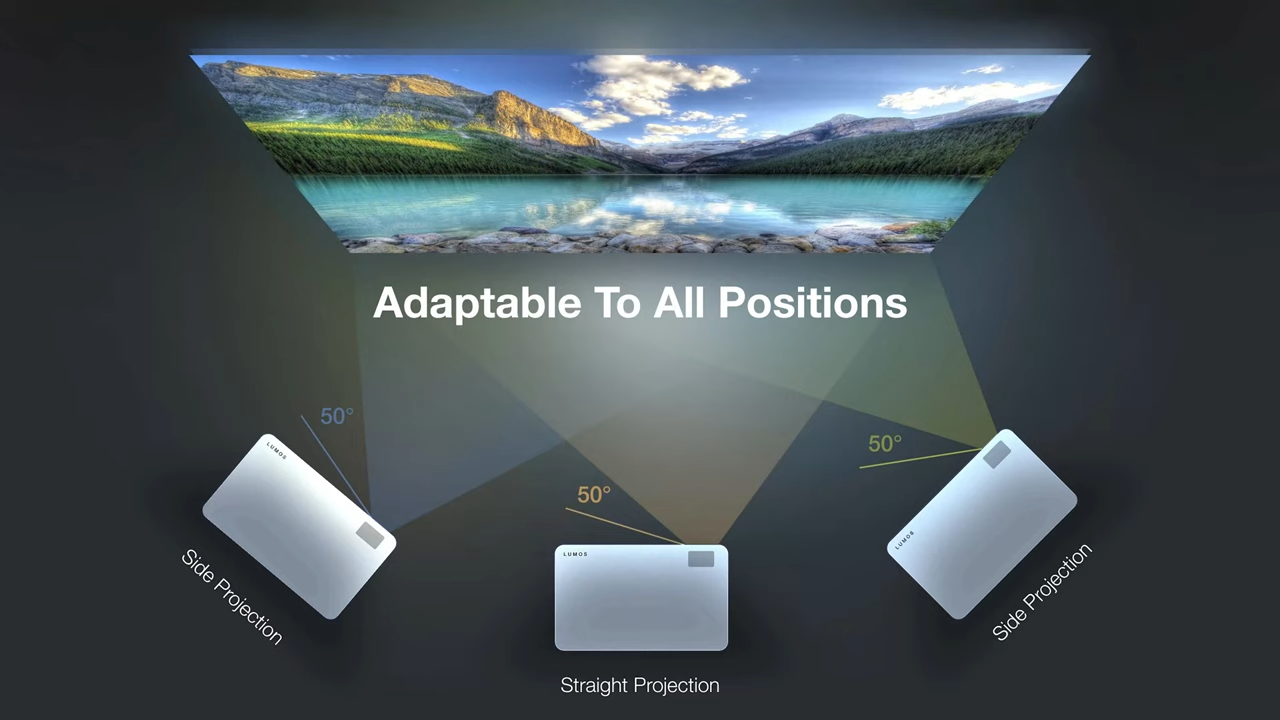 Adaptable To All Positions
50°
50°
50°
LUMOS
LUMOS
LUMOS
Side Projection
Straight Projection
Side Projection